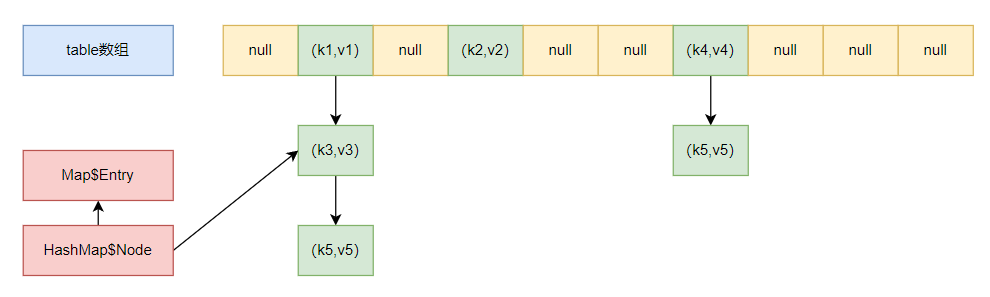 table数组
null
(k1,v1)
null
(k2,v2)
null
null
(k4,v4)
null
null
null
(k3,v3)
(k5,v5)
Map$Entry
HashMap$Node
(k5,v5)